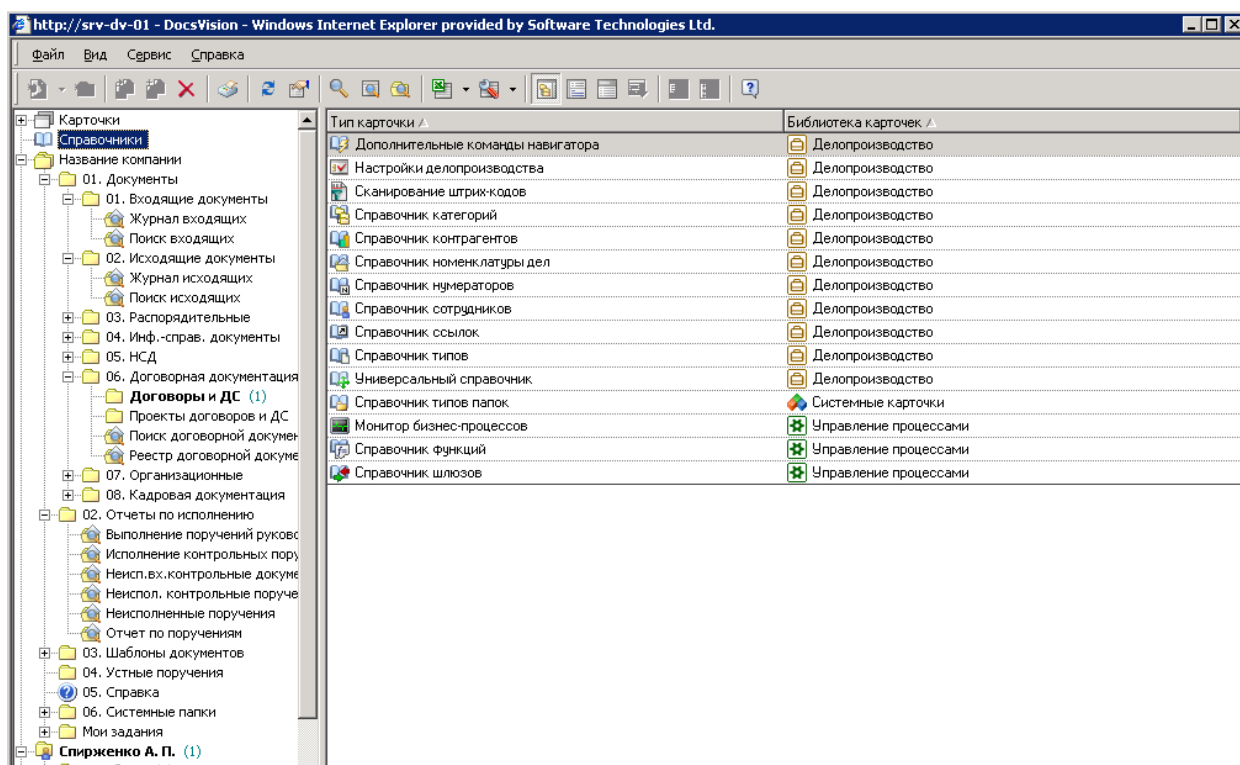 http://srv-dv-01 - DocsVision - Windows Internet Explorer provided by Software Technologies Ltd.
Файл Вид Сервис Справка
Карточки
Справочники
Название компании
01. Документы
01. Входящие документы
Журнал входящих
Поиск входящих
02. Исходящие документы
Журнал исходящих
Поиск исходящих
03. Распорядительные
04. Инф.-справ. документы
05. НСД
06. Договорная документация
Договоры и ДС (1)
Проекты договоров и ДС
Поиск договорной докумен
Реестр договорной докуме
07. Организационные
08. Кадровая документация
02. Отчеты по исполнению
Выполнение поручений руково
Исполнение контрольных пору
Неисп.вх.контрольные докуме
Неиспол. контрольные поруче
Неисполненные поручения
Отчет по поручениям
03. Шаблоны документов
04. Устные поручения
05. Справка
06. Системные папки
Мои задания
Спирженко А. П. (1)
Тип карточки Библиотека карточек
Дополнительные команды навигатора Делопроизводство
Настройки делопроизводства Делопроизводство
Сканирование штрих-кодов Делопроизводство
Справочник категорий Делопроизводство
Справочник контрагентов Делопроизводство
Справочник номенклатуры дел Делопроизводство
Справочник нумераторов Делопроизводство
Справочник сотрудников Делопроизводство
Справочник ссылок Делопроизводство
Справочник типов Делопроизводство
Универсальный справочник Делопроизводство
Справочник типов папок Системные карточки
Монитор бизнес-процессов Управление процессами
Справочник функций Управление процессами
Справочник шлюзов Управление процессами